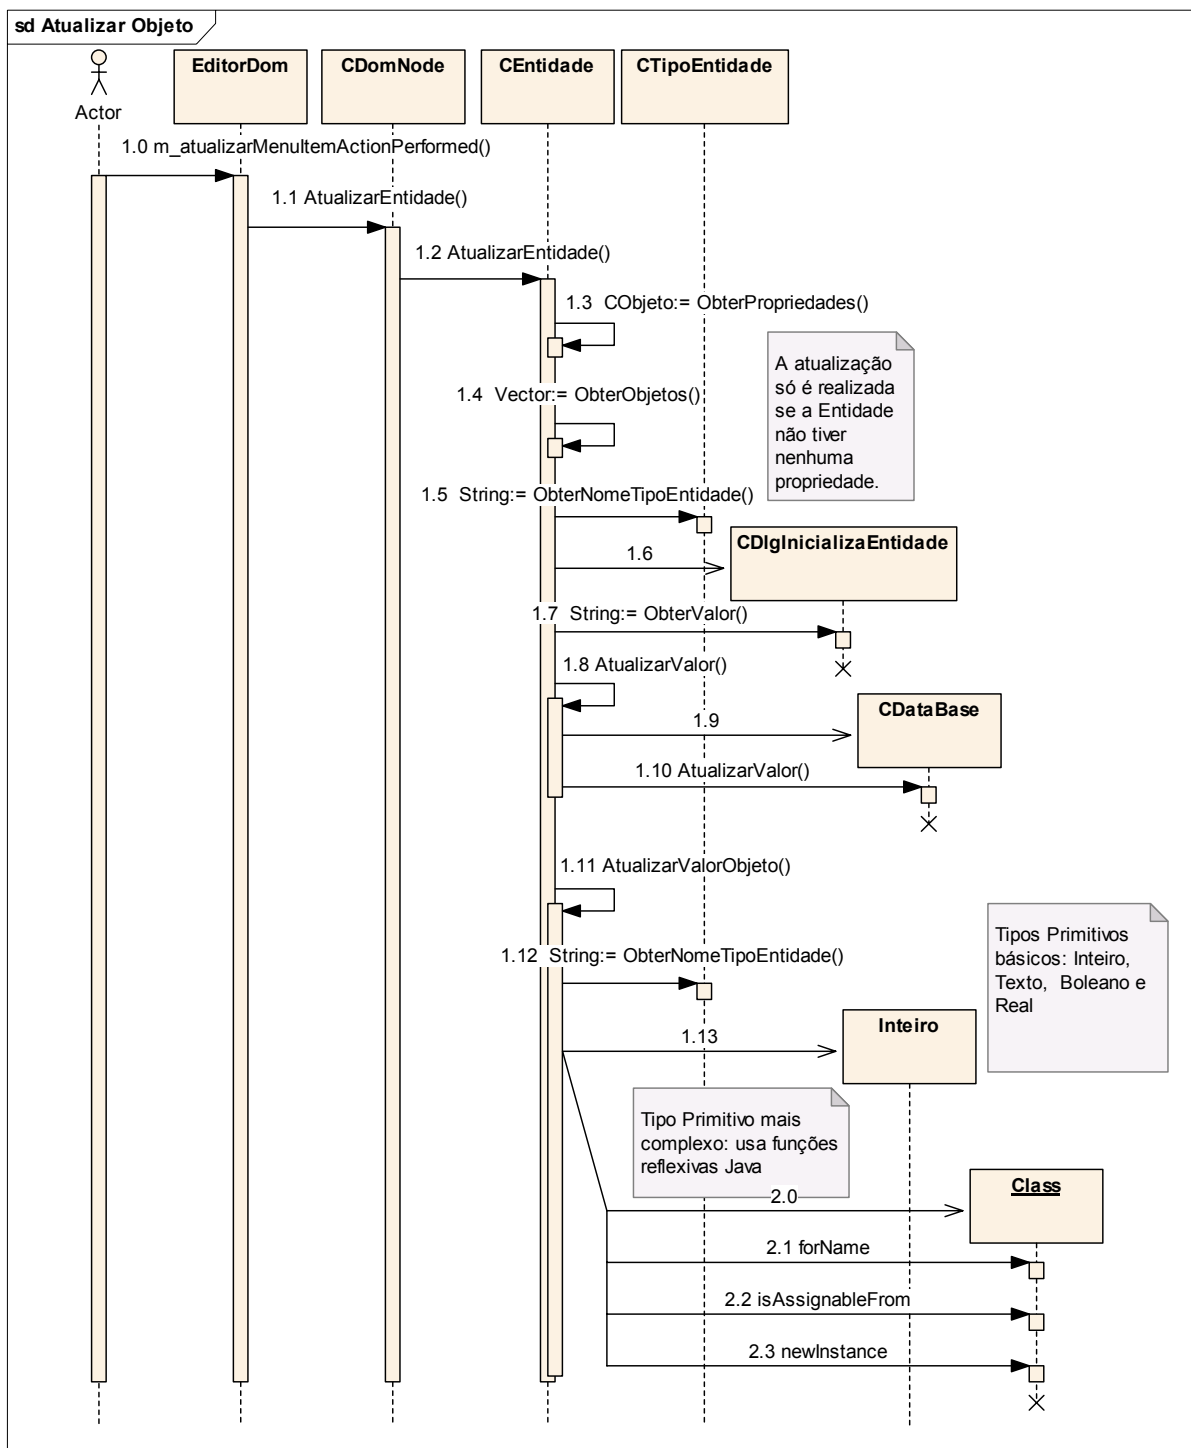 sd Atualizar Objeto
EditorDom
CDomNode
CEntidade
CTipoEntidade
Actor
1.0 m_atualizarMenuItemActionPerformed()
1.1 AtualizarEntidade()
1.2 AtualizarEntidade()
1.3 CObjeto:= ObterPropriedades()
A atualização
só é realizada
se a Entidade
não tiver
nenhuma
propriedade.
1.4 Vector:= ObterObjetos()
1.5 String:= ObterNomeTipoEntidade()
CDlgInicializaEntidade
1.6
1.7 String:= ObterValor()
1.8 AtualizarValor()
CDataBase
1.9
1.10 AtualizarValor()
1.11 AtualizarValorObjeto()
Tipos Primitivos
básicos: Inteiro,
Texto, Boleano e
Real
1.12 String:= ObterNomeTipoEntidade()
Inteiro
1.13
Tipo Primitivo mais
complexo: usa funções
reflexivas Java
Class
2.0
2.1 forName
2.2 isAssignableFrom
2.3 newInstance